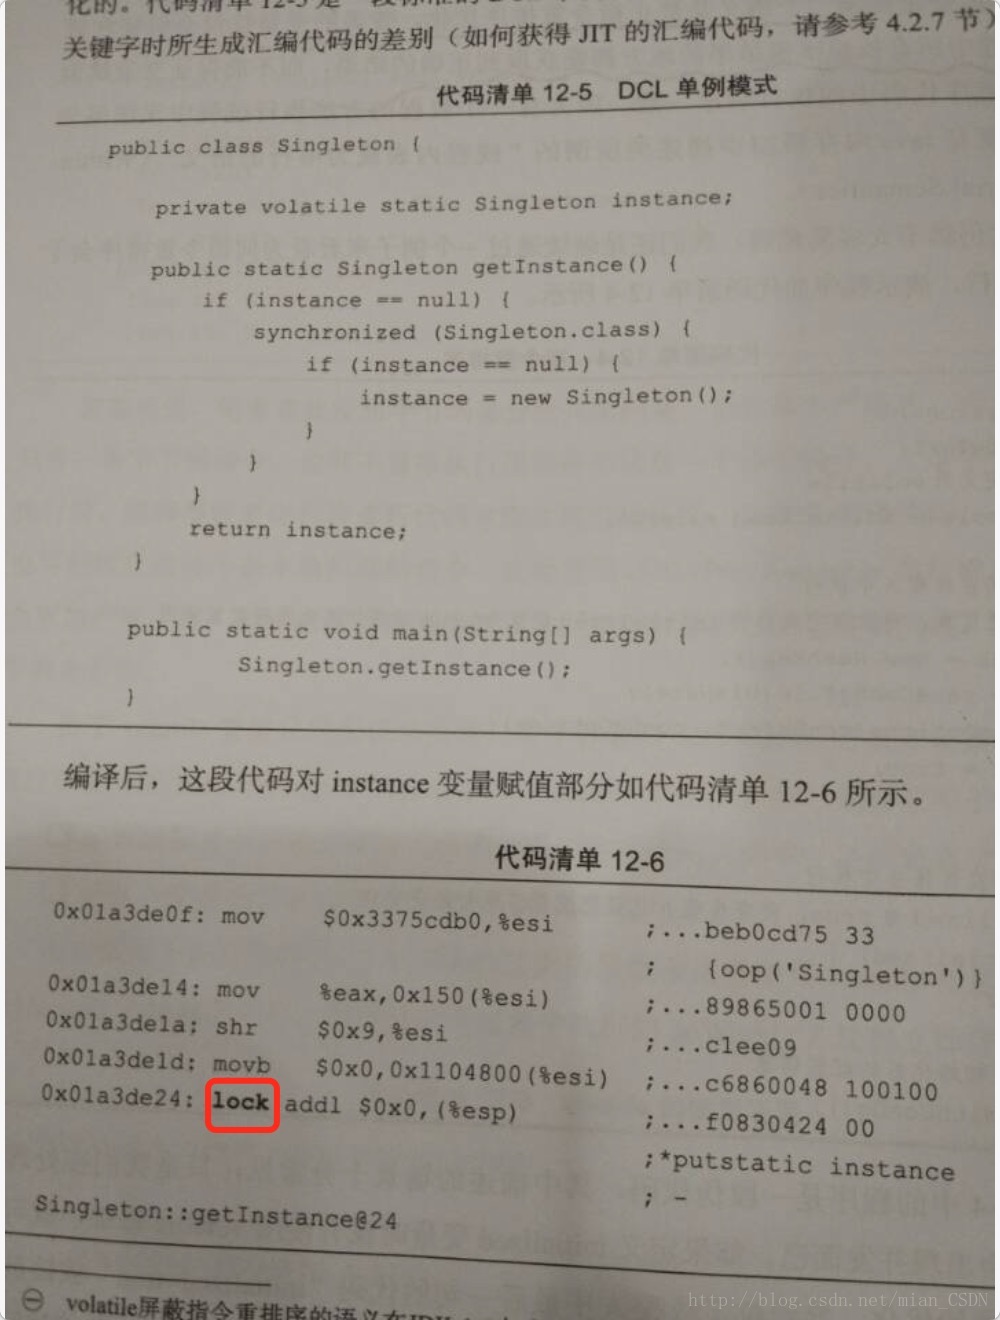 关键字时所生成汇编代码的差别（如何获得 JIT 的汇编代码，请参考 4.2.7 节）
代码清单 12-5 DCL 单例模式
public class Singleton {
private volatile static Singleton instance;
public static Singleton getInstance() {
if (instance == null) {
synchronized (Singleton.class) {
if (instance == null) {
instance = new Singleton();
}
}
}
return instance;
}
public static void main(String[] args) {
Singleton.getInstance();
}
编译后，这段代码对 instance 变量赋值部分如代码清单 12-6 所示。
代码清单 12-6
0x01a3de0f: mov $0x3375cdb0,%esi ;...beb0cd75 33
; {oop('Singleton')}
0x01a3de14: mov %eax,0x150(%esi) ;...89865001 0000
0x01a3de1a; shr $0x9,%esi ;...c1ee09
0x01a3de1d: movb $0x0,0x1104800(%esi) ;...c6860048 100100
0x01a3de24: lock addl $0x0,(%esp) ;...f0830424 00
;*putstatic instance
; -
Singleton::getInstance@24
㊀ volatile屏蔽指令重排序的语义在JDK
http://blog.csdn.net/mian_CSDN